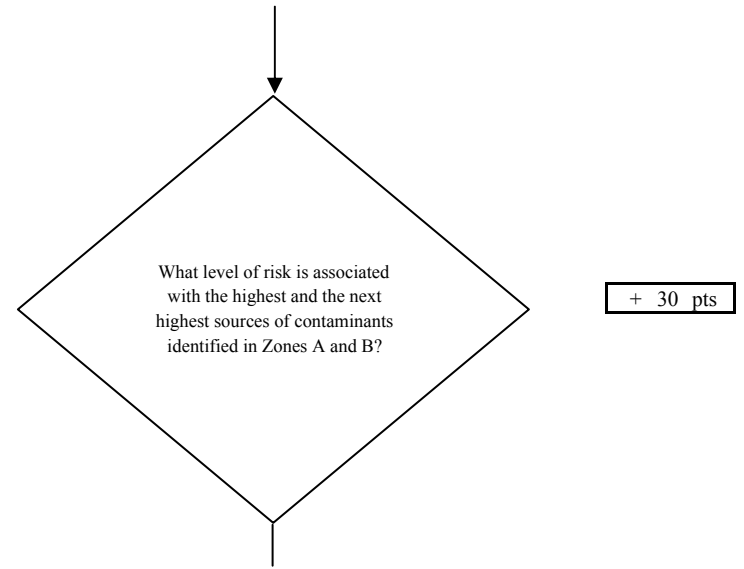 What level of risk is associated
with the highest and the next
highest sources of contaminants
identified in Zones A and B?
+ 30 pts